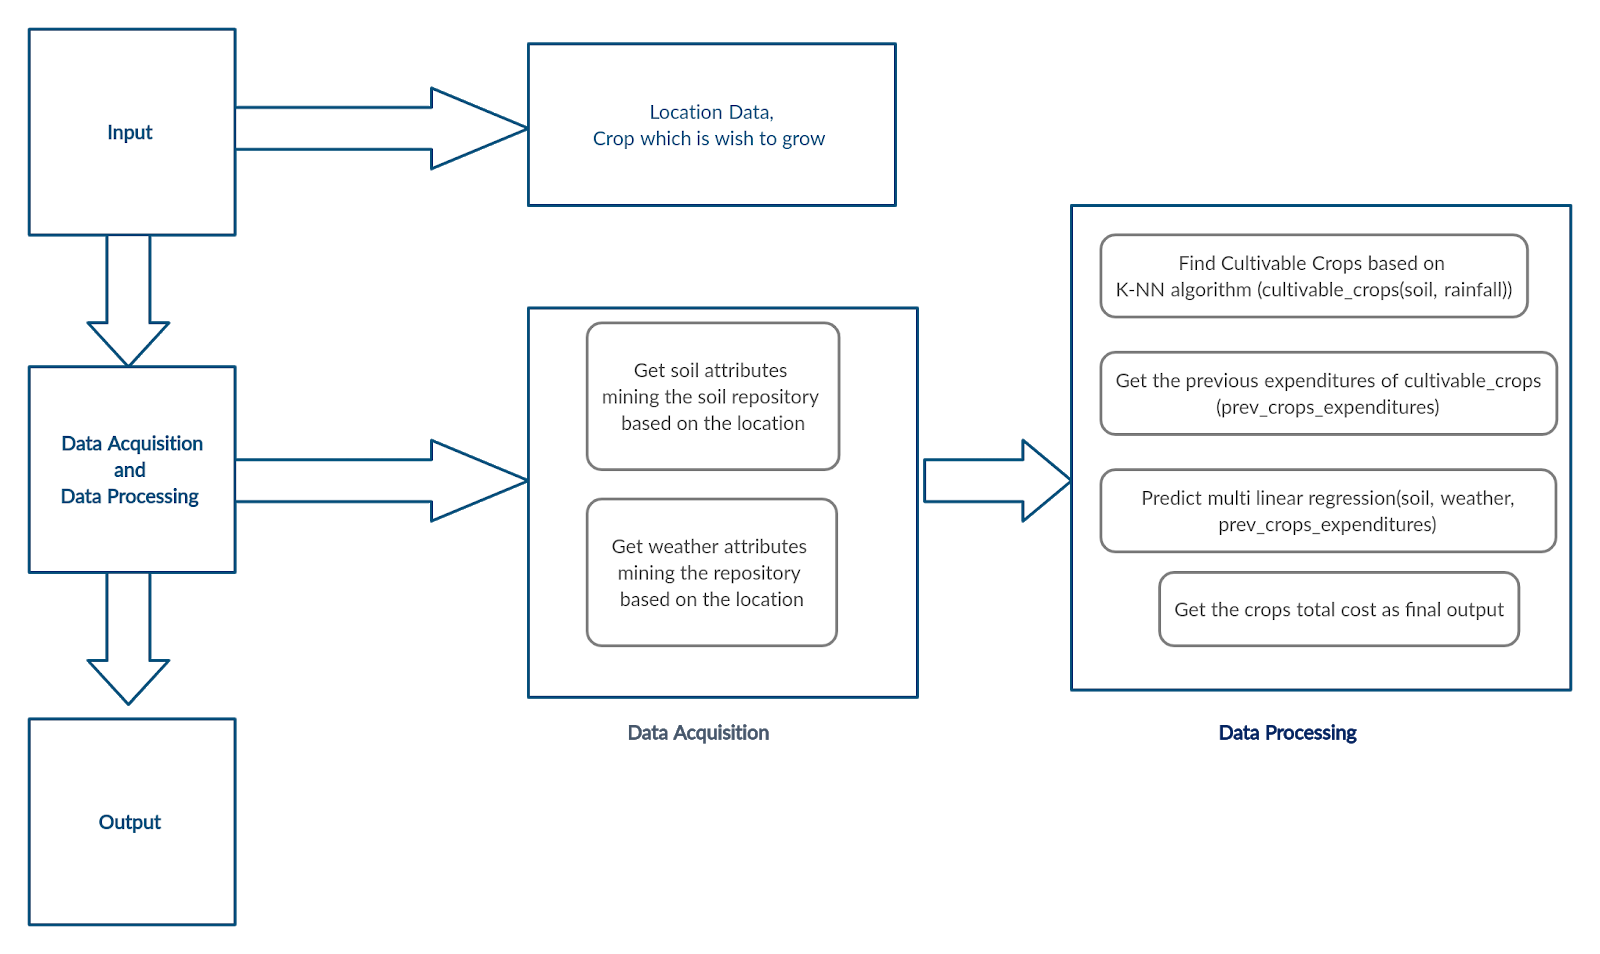 Input
Location Data,
Crop which is wish to grow
Data Acquisition
and
Data Processing
Get soil attributes
mining the soil repository
based on the location
Get weather attributes
mining the repository
based on the location
Data Acquisition
Find Cultivable Crops based on
K-NN algorithm (cultivable_crops(soil, rainfall))
Get the previous expenditures of cultivable_crops
(prev_crops_expenditures)
Predict multi linear regression(soil, weather,
prev_crops_expenditures)
Get the crops total cost as final output
Data Processing
Output